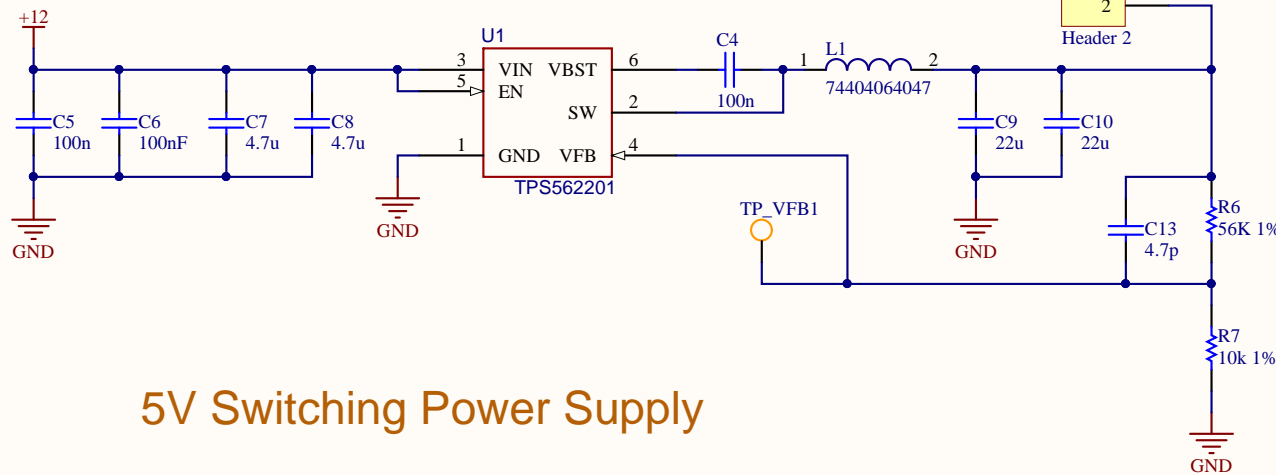 +12
2
Header 2
U1
3 VIN VBST 6
5 EN
SW 2
1 GND VFB 4
TPS562201
C4
100n
1 L1 2
74404064047
C5
100n
C6
100nF
C7
4.7u
C8
4.7u
C9
22u
C10
22u
GND
GND
GND
TP_VFB1
C13
4.7p
R6
56K 1%
R7
10k 1%
GND
5V Switching Power Supply